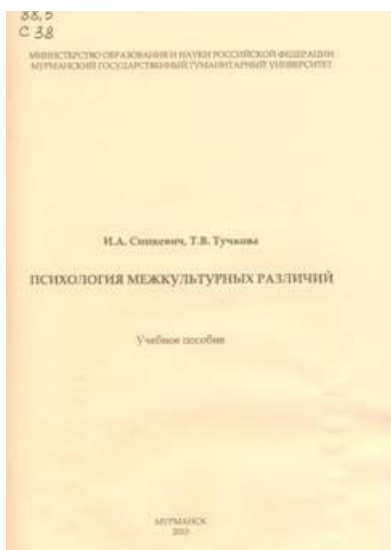 88,5
С 38
МИНИСТЕРСТВО ОБРАЗОВАНИЯ И НАУКИ РОССИЙСКОЙ ФЕДЕРАЦИИ
МУРМАНСКИЙ ГОСУДАРСТВЕННЫЙ ГУМАНИТАРНЫЙ УНИВЕРСИТЕТ
И.А. Синкевич, Т.В. Тучкова
ПСИХОЛОГИЯ МЕЖКУЛЬТУРНЫХ РАЗЛИЧИЙ
Учебное пособие
МУРМАНСК